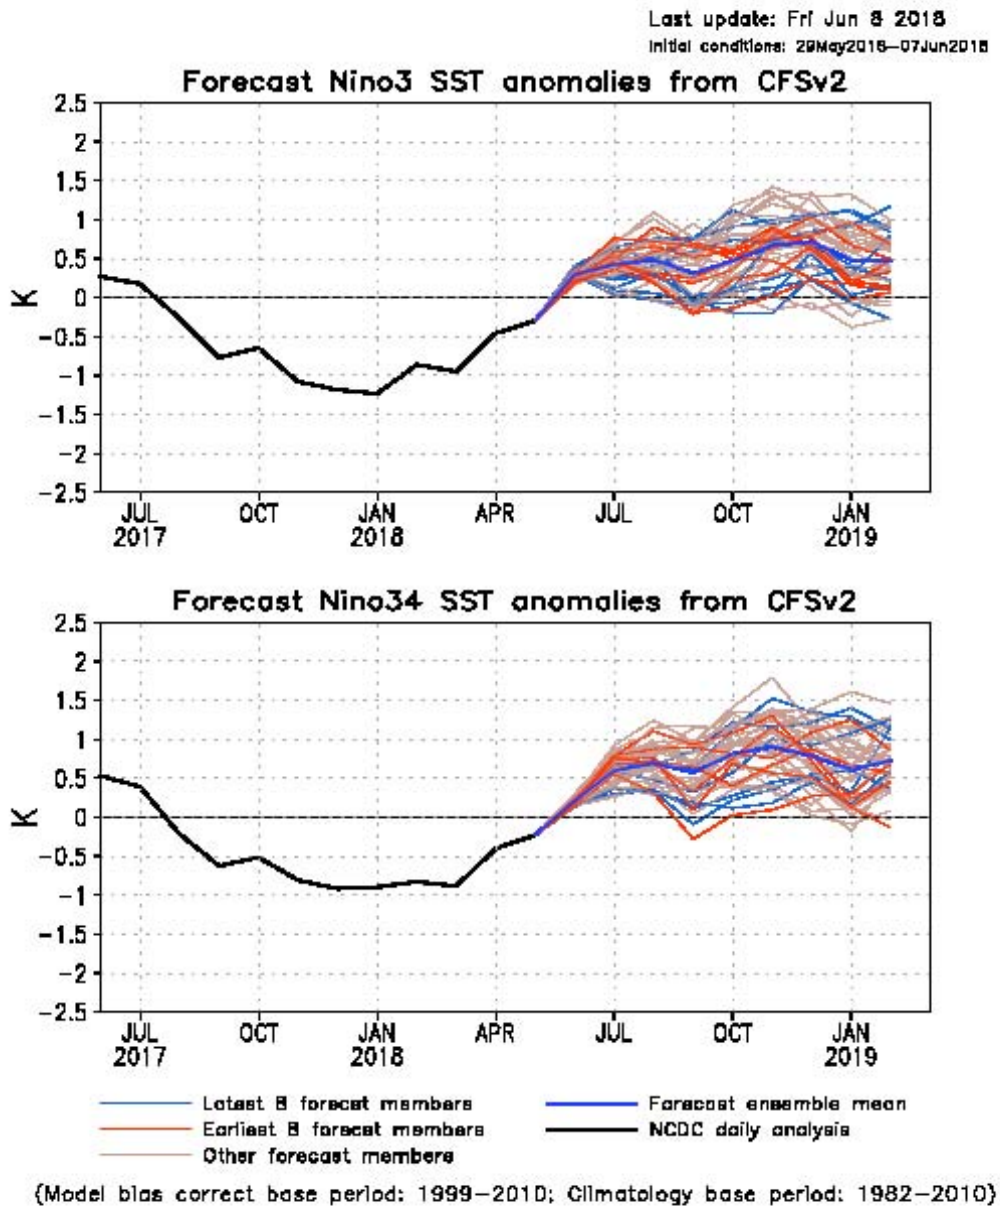 Last update: Fri Jun 8 2018
Initial conditions: 29May2018–07Jun2018
Forecast Nino3 SST anomalies from CFSv2
2.5
2
1.5
1
0.5
0
−0.5
−1
−1.5
−2
−2.5
K
JUL OCT JAN APR JUL OCT JAN
2017 2018 2019
Forecast Nino34 SST anomalies from CFSv2
2.5
2
1.5
1
0.5
0
−0.5
−1
−1.5
−2
−2.5
K
JUL OCT JAN APR JUL OCT JAN
2017 2018 2019
Latest 8 forecast members
Earliest 8 forecast members
Other forecast members
Forecast ensemble mean
NCDC daily analysis
(Model bias correct base period: 1999–2010; Climatology base period: 1982–2010)